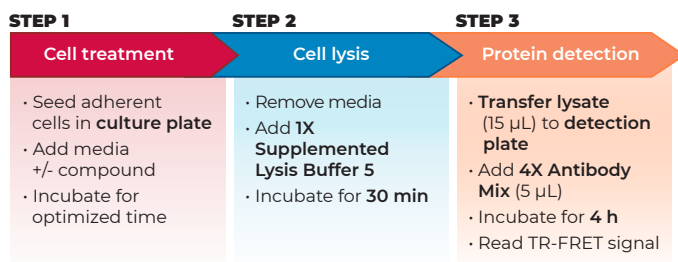 STEP 1
Cell treatment
· Seed adherent
cells in culture plate
· Add media
+/- compound
· Incubate for
optimized time
STEP 2
Cell lysis
· Remove media
· Add 1X
Supplemented
Lysis Buffer 5
· Incubate for 30 min
STEP 3
Protein detection
· Transfer lysate
(15 µL) to detection
plate
· Add 4X Antibody
Mix (5 µL)
· Incubate for 4 h
· Read TR-FRET signal